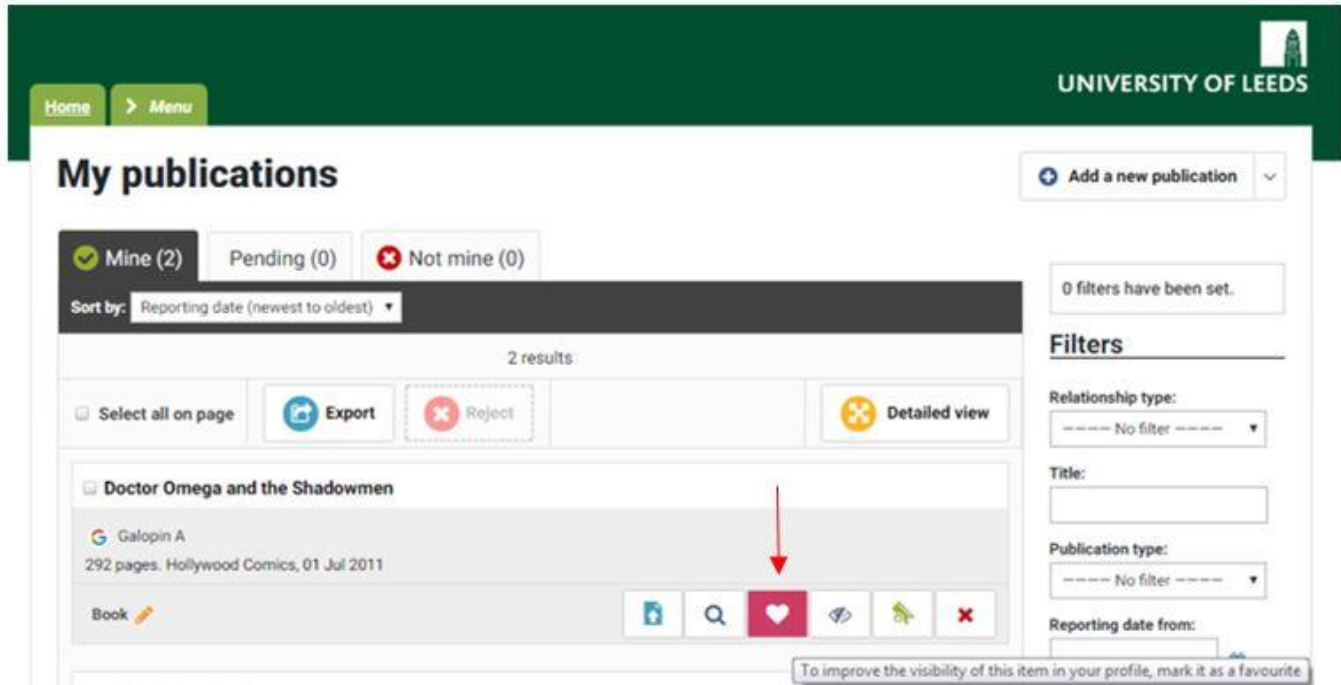 UNIVERSITY OF LEEDS
Home
Menu
My publications
Add a new publication
Mine (2)
Pending (0)
Not mine (0)
Sort by: Reporting date (newest to oldest)
0 filters have been set.
2 results
Filters
Select all on page
Export
Reject
Detailed view
Relationship type:
---- No filter ----
Doctor Omega and the Shadowmen
Title:
Galopin A
292 pages. Hollywood Comics, 01 Jul 2011
Publication type:
---- No filter ----
Book
Reporting date from:
To improve the visibility of this item in your profile, mark it as a favourite